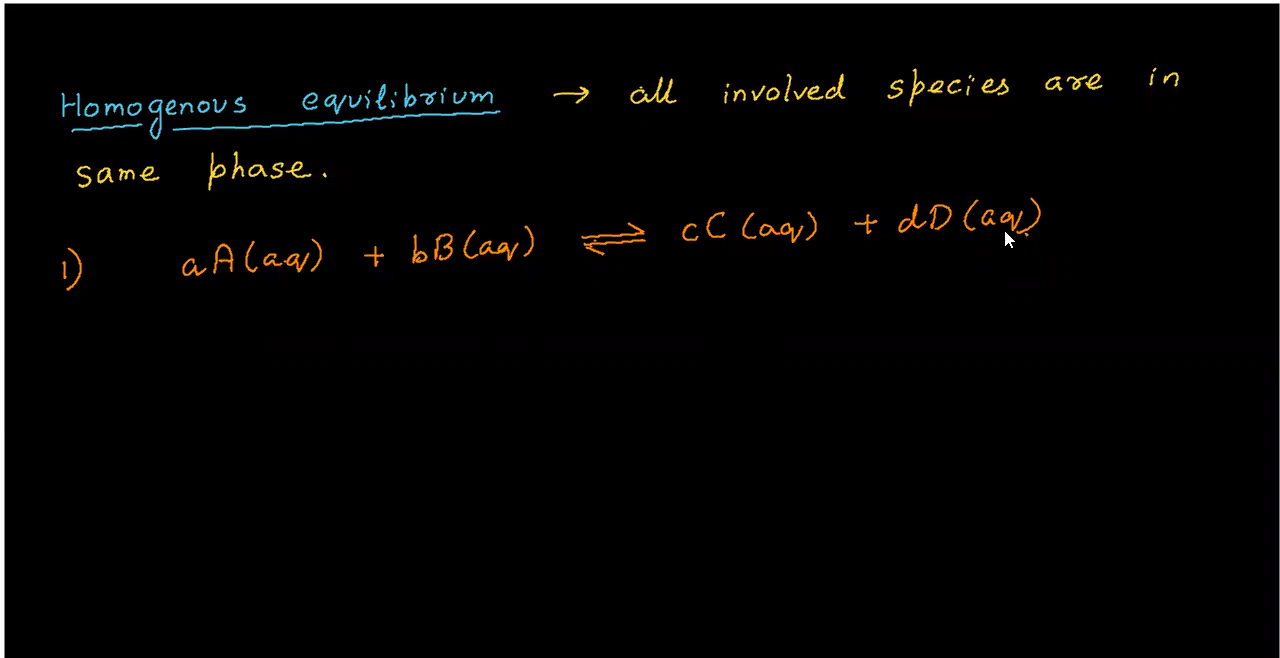 Homogenous equilibrium → all involved species are in
same phase.
1) aA(aq) + bB(aq) ⇌ cC(aq) + dD(aq)